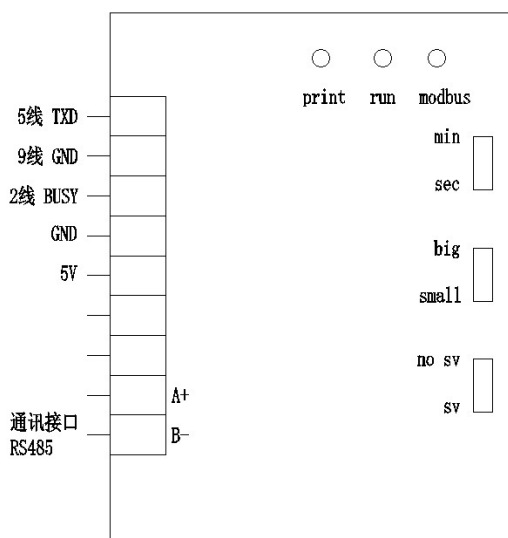 print run modbus
min
sec
big
small
no sv
sv
5线 TXD
9线 GND
2线 BUSY
GND
5V
A+
B-
通讯接口
RS485